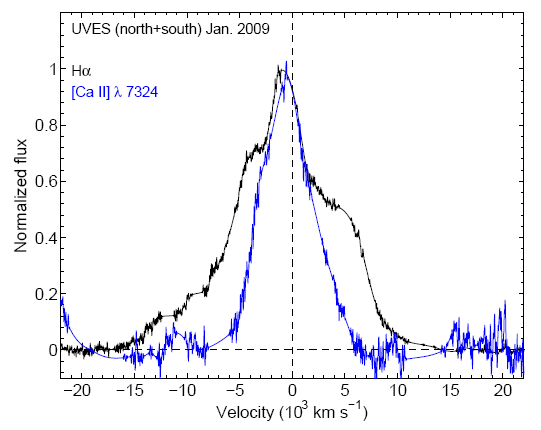 UVES (north+south) Jan. 2009
Hα
[Ca II] λ 7324
Normalized flux
1
0.8
0.6
0.4
0.2
0
−20 −15 −10 −5 0 5 10 15 20
Velocity (10³ km s⁻¹)